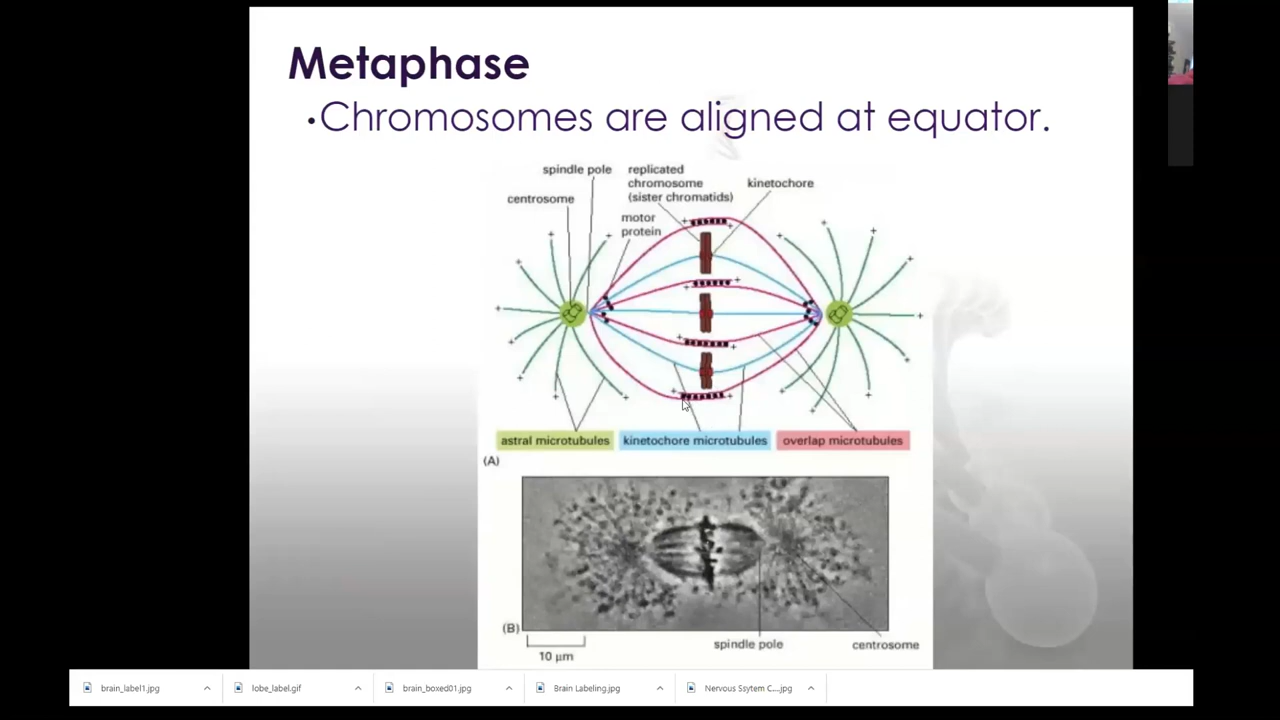 Metaphase
•Chromosomes are aligned at equator.
spindle pole
replicated
chromosome
(sister chromatids)
kinetochore
centrosome
motor
protein
astral microtubules
kinetochore microtubules
overlap microtubules
(A)
(B)
spindle pole
centrosome
10 µm
brain_label1.jpg
lobe_label.gif
brain_boxed01.jpg
Brain Labeling.jpg
Nervous Ssytem C....jpg